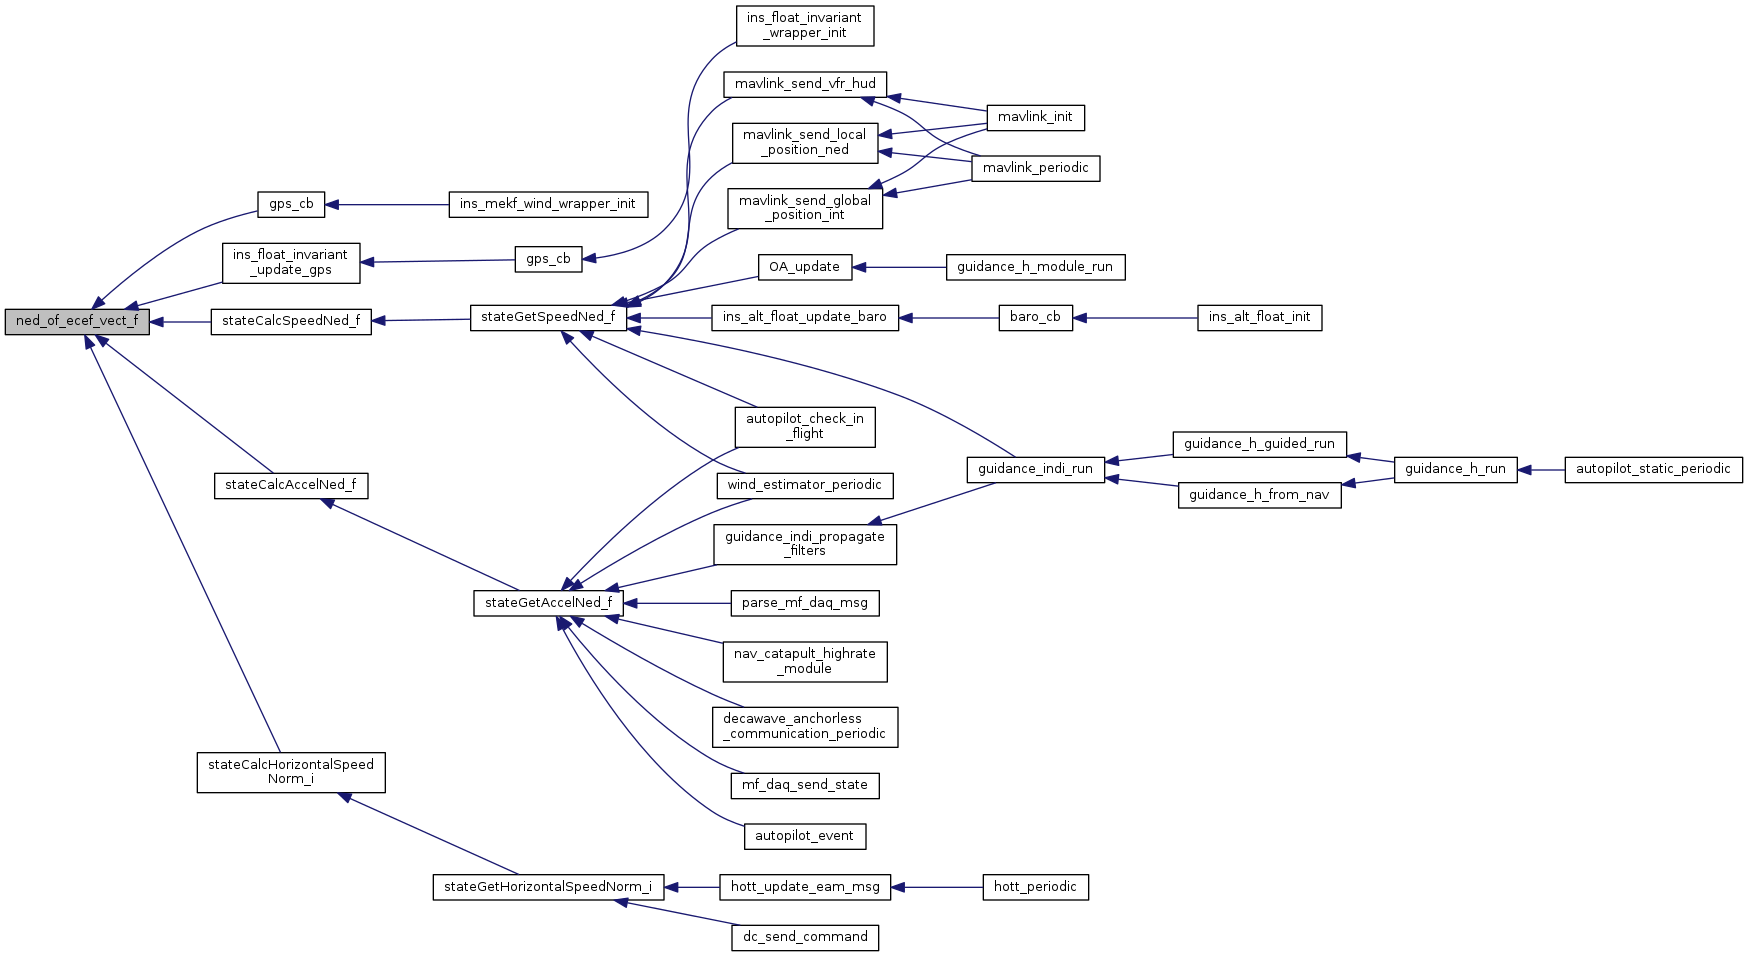 ins_float_invariant
_wrapper_init
mavlink_send_vfr_hud
mavlink_init
mavlink_send_local
_position_ned
mavlink_periodic
gps_cb
ins_mekf_wind_wrapper_init
mavlink_send_global
_position_int
ins_float_invariant
_update_gps
gps_cb
OA_update
guidance_h_module_run
ned_of_ecef_vect_f
stateCalcSpeedNed_f
stateGetSpeedNed_f
ins_alt_float_update_baro
baro_cb
ins_alt_float_init
autopilot_check_in
_flight
guidance_h_guided_run
guidance_indi_run
guidance_h_run
autopilot_static_periodic
stateCalcAccelNed_f
wind_estimator_periodic
guidance_h_from_nav
guidance_indi_propagate
_filters
stateGetAccelNed_f
parse_mf_daq_msg
nav_catapult_highrate
_module
decawave_anchorless
_communication_periodic
stateCalcHorizontalSpeed
Norm_i
mf_daq_send_state
autopilot_event
stateGetHorizontalSpeedNorm_i
hott_update_eam_msg
hott_periodic
dc_send_command